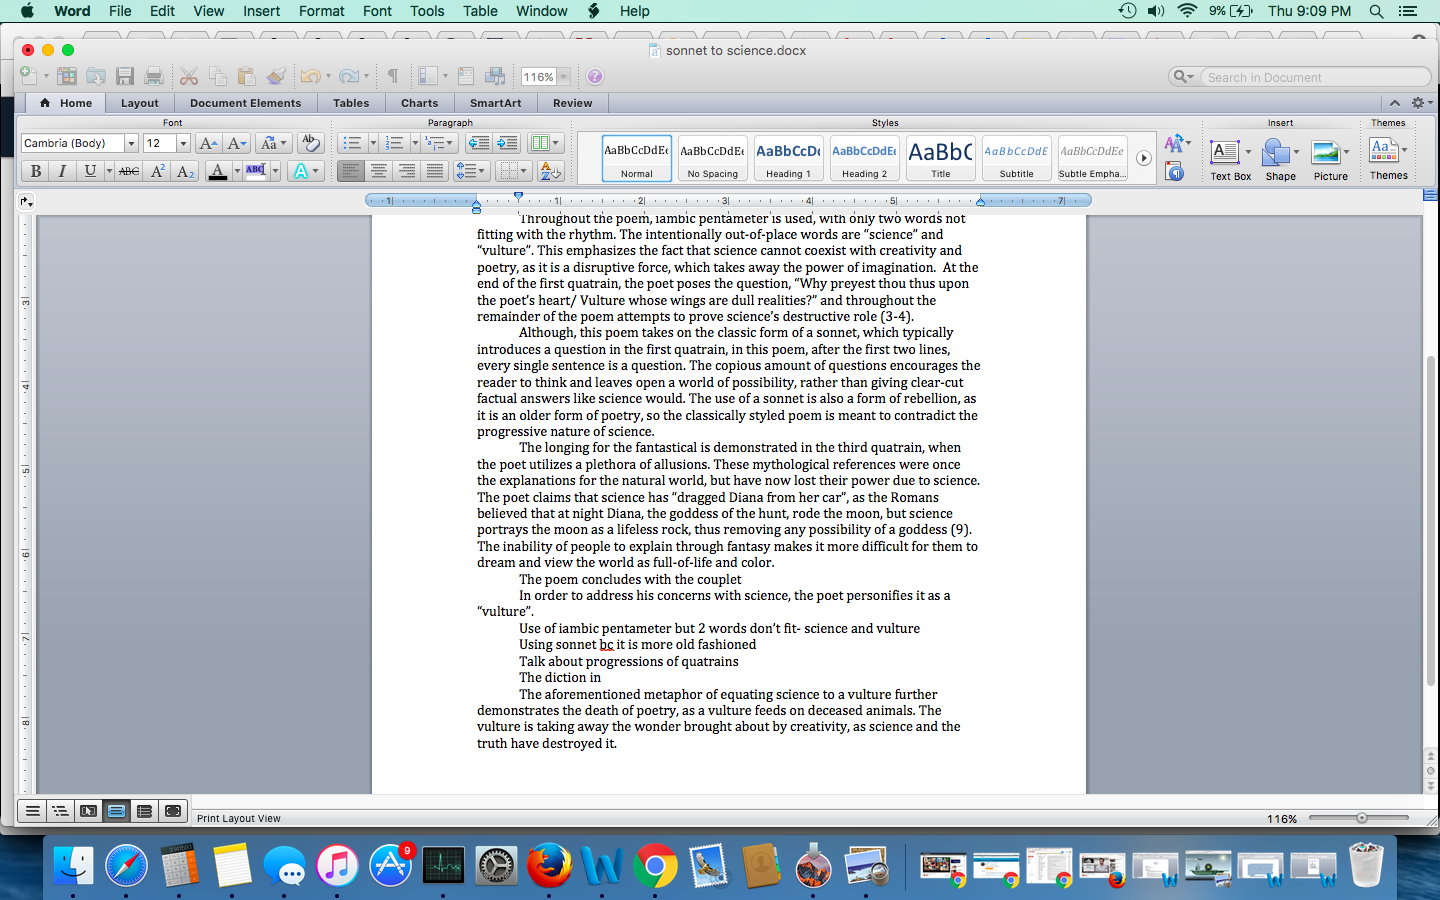 Word File Edit View Insert Format Font Tools Table Window Help 9% Thu 9:09 PM
sonnet to science.docx
116% Search in Document
Home Layout Document Elements Tables Charts SmartArt Review
Font Paragraph Styles Insert Themes
Cambria (Body) 12
AaBbCcDdEe AaBbCcDdEe AaBbCcDc AaBbCcDdEe AaBbC AaBbCcDdE AaBbCcDdEe
Normal No Spacing Heading 1 Heading 2 Title Subtitle Subtle Empha...
Text Box Shape Picture Themes
B I U ABC A² A₂ A ABC A
1 1 2 3 4 5 7
Throughout the poem, iambic pentameter is used, with only two words not
fitting with the rhythm. The intentionally out-of-place words are “science” and
“vulture”. This emphasizes the fact that science cannot coexist with creativity and
poetry, as it is a disruptive force, which takes away the power of imagination.  At the
end of the first quatrain, the poet poses the question, “Why preyest thou thus upon
the poet’s heart/ Vulture whose wings are dull realities?” and throughout the
remainder of the poem attempts to prove science’s destructive role (3-4).
Although, this poem takes on the classic form of a sonnet, which typically
introduces a question in the first quatrain, in this poem, after the first two lines,
every single sentence is a question. The copious amount of questions encourages the
reader to think and leaves open a world of possibility, rather than giving clear-cut
factual answers like science would. The use of a sonnet is also a form of rebellion, as
it is an older form of poetry, so the classically styled poem is meant to contradict the
progressive nature of science.
The longing for the fantastical is demonstrated in the third quatrain, when
the poet utilizes a plethora of allusions. These mythological references were once
the explanations for the natural world, but have now lost their power due to science.
The poet claims that science has “dragged Diana from her car”, as the Romans
believed that at night Diana, the goddess of the hunt, rode the moon, but science
portrays the moon as a lifeless rock, thus removing any possibility of a goddess (9).
The inability of people to explain through fantasy makes it more difficult for them to
dream and view the world as full-of-life and color.
The poem concludes with the couplet
In order to address his concerns with science, the poet personifies it as a
“vulture”.
Use of iambic pentameter but 2 words don’t fit- science and vulture
Using sonnet bc it is more old fashioned
Talk about progressions of quatrains
The diction in
The aforementioned metaphor of equating science to a vulture further
demonstrates the death of poetry, as a vulture feeds on deceased animals. The
vulture is taking away the wonder brought about by creativity, as science and the
truth have destroyed it.
3
4
5
6
7
8
Print Layout View 116%
9